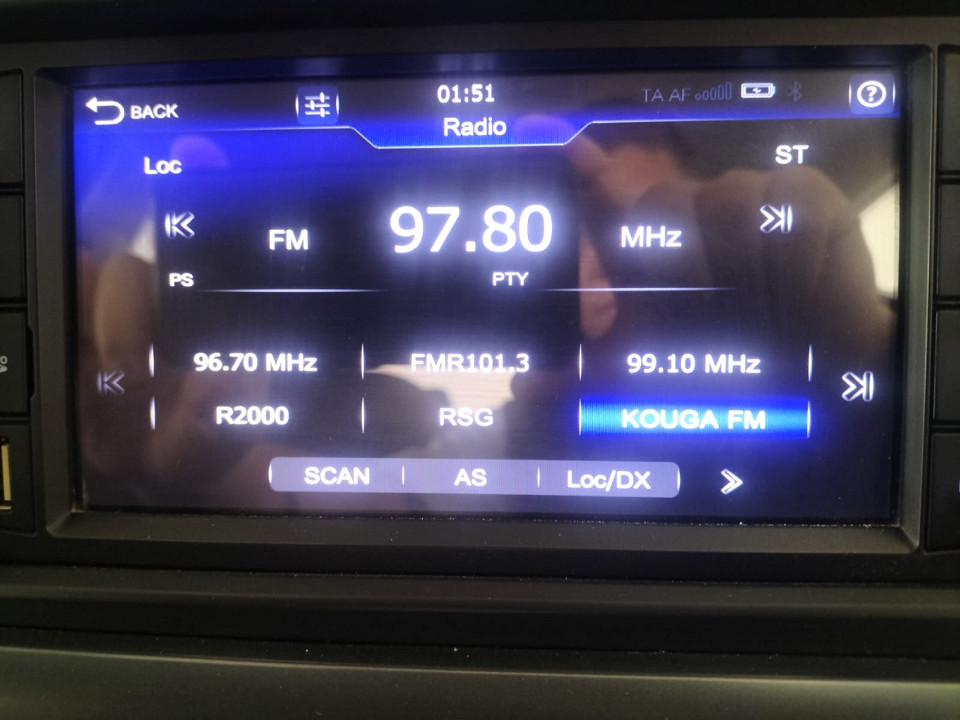 BACK
01:51
TA AF
Radio
?
Loc
ST
FM 97.80 MHz
PS
PTY
96.70 MHz FMR101.3 99.10 MHz
R2000 RSG KOUGA FM
SCAN AS Loc/DX